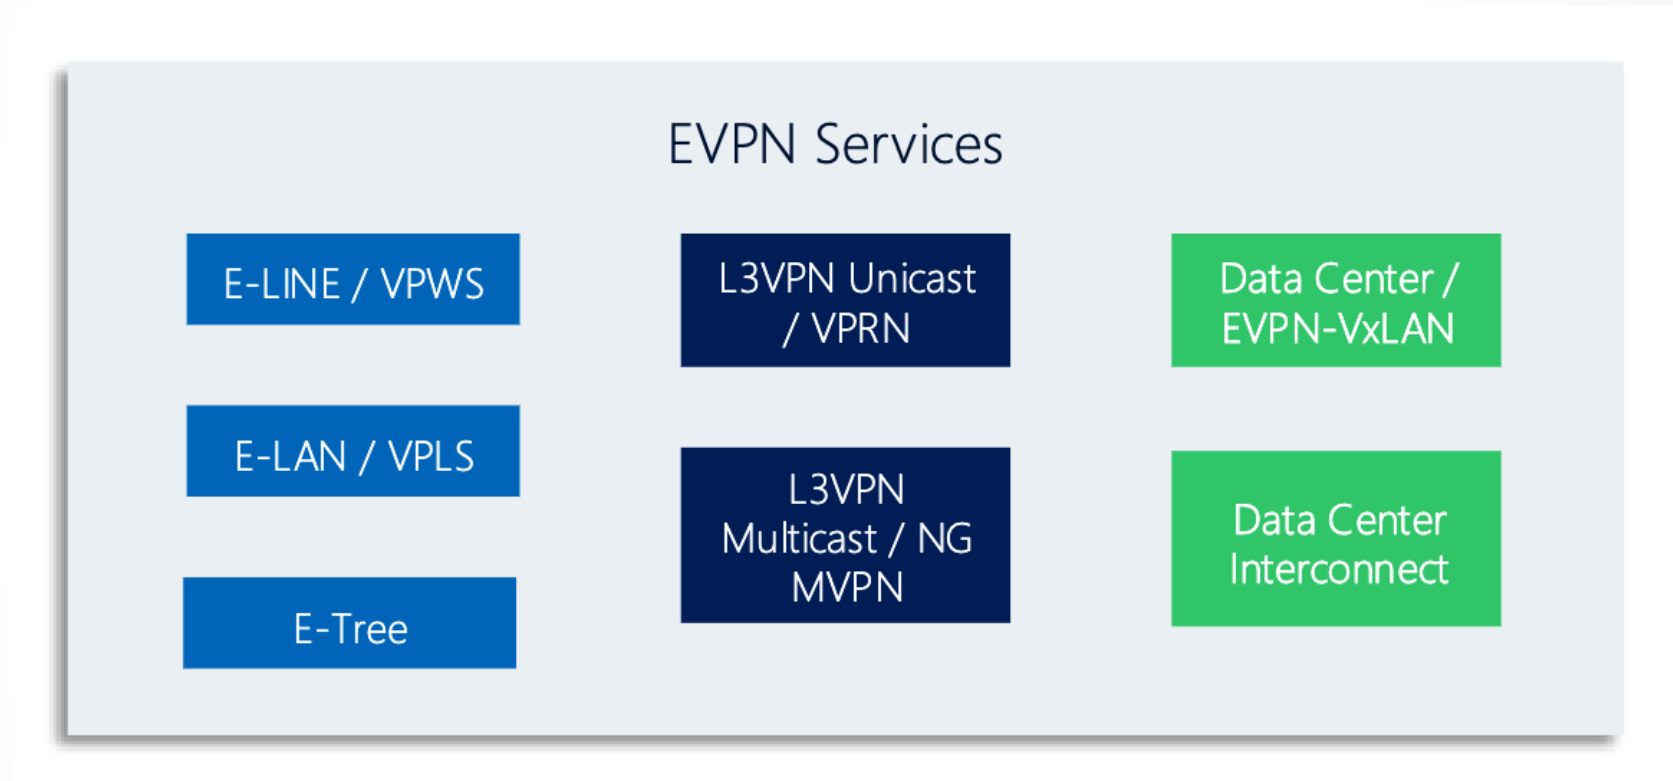 EVPN Services
E-LINE / VPWS
E-LAN / VPLS
E-Tree
L3VPN Unicast
/ VPRN
L3VPN
Multicast / NG
MVPN
Data Center /
EVPN-VxLAN
Data Center
Interconnect